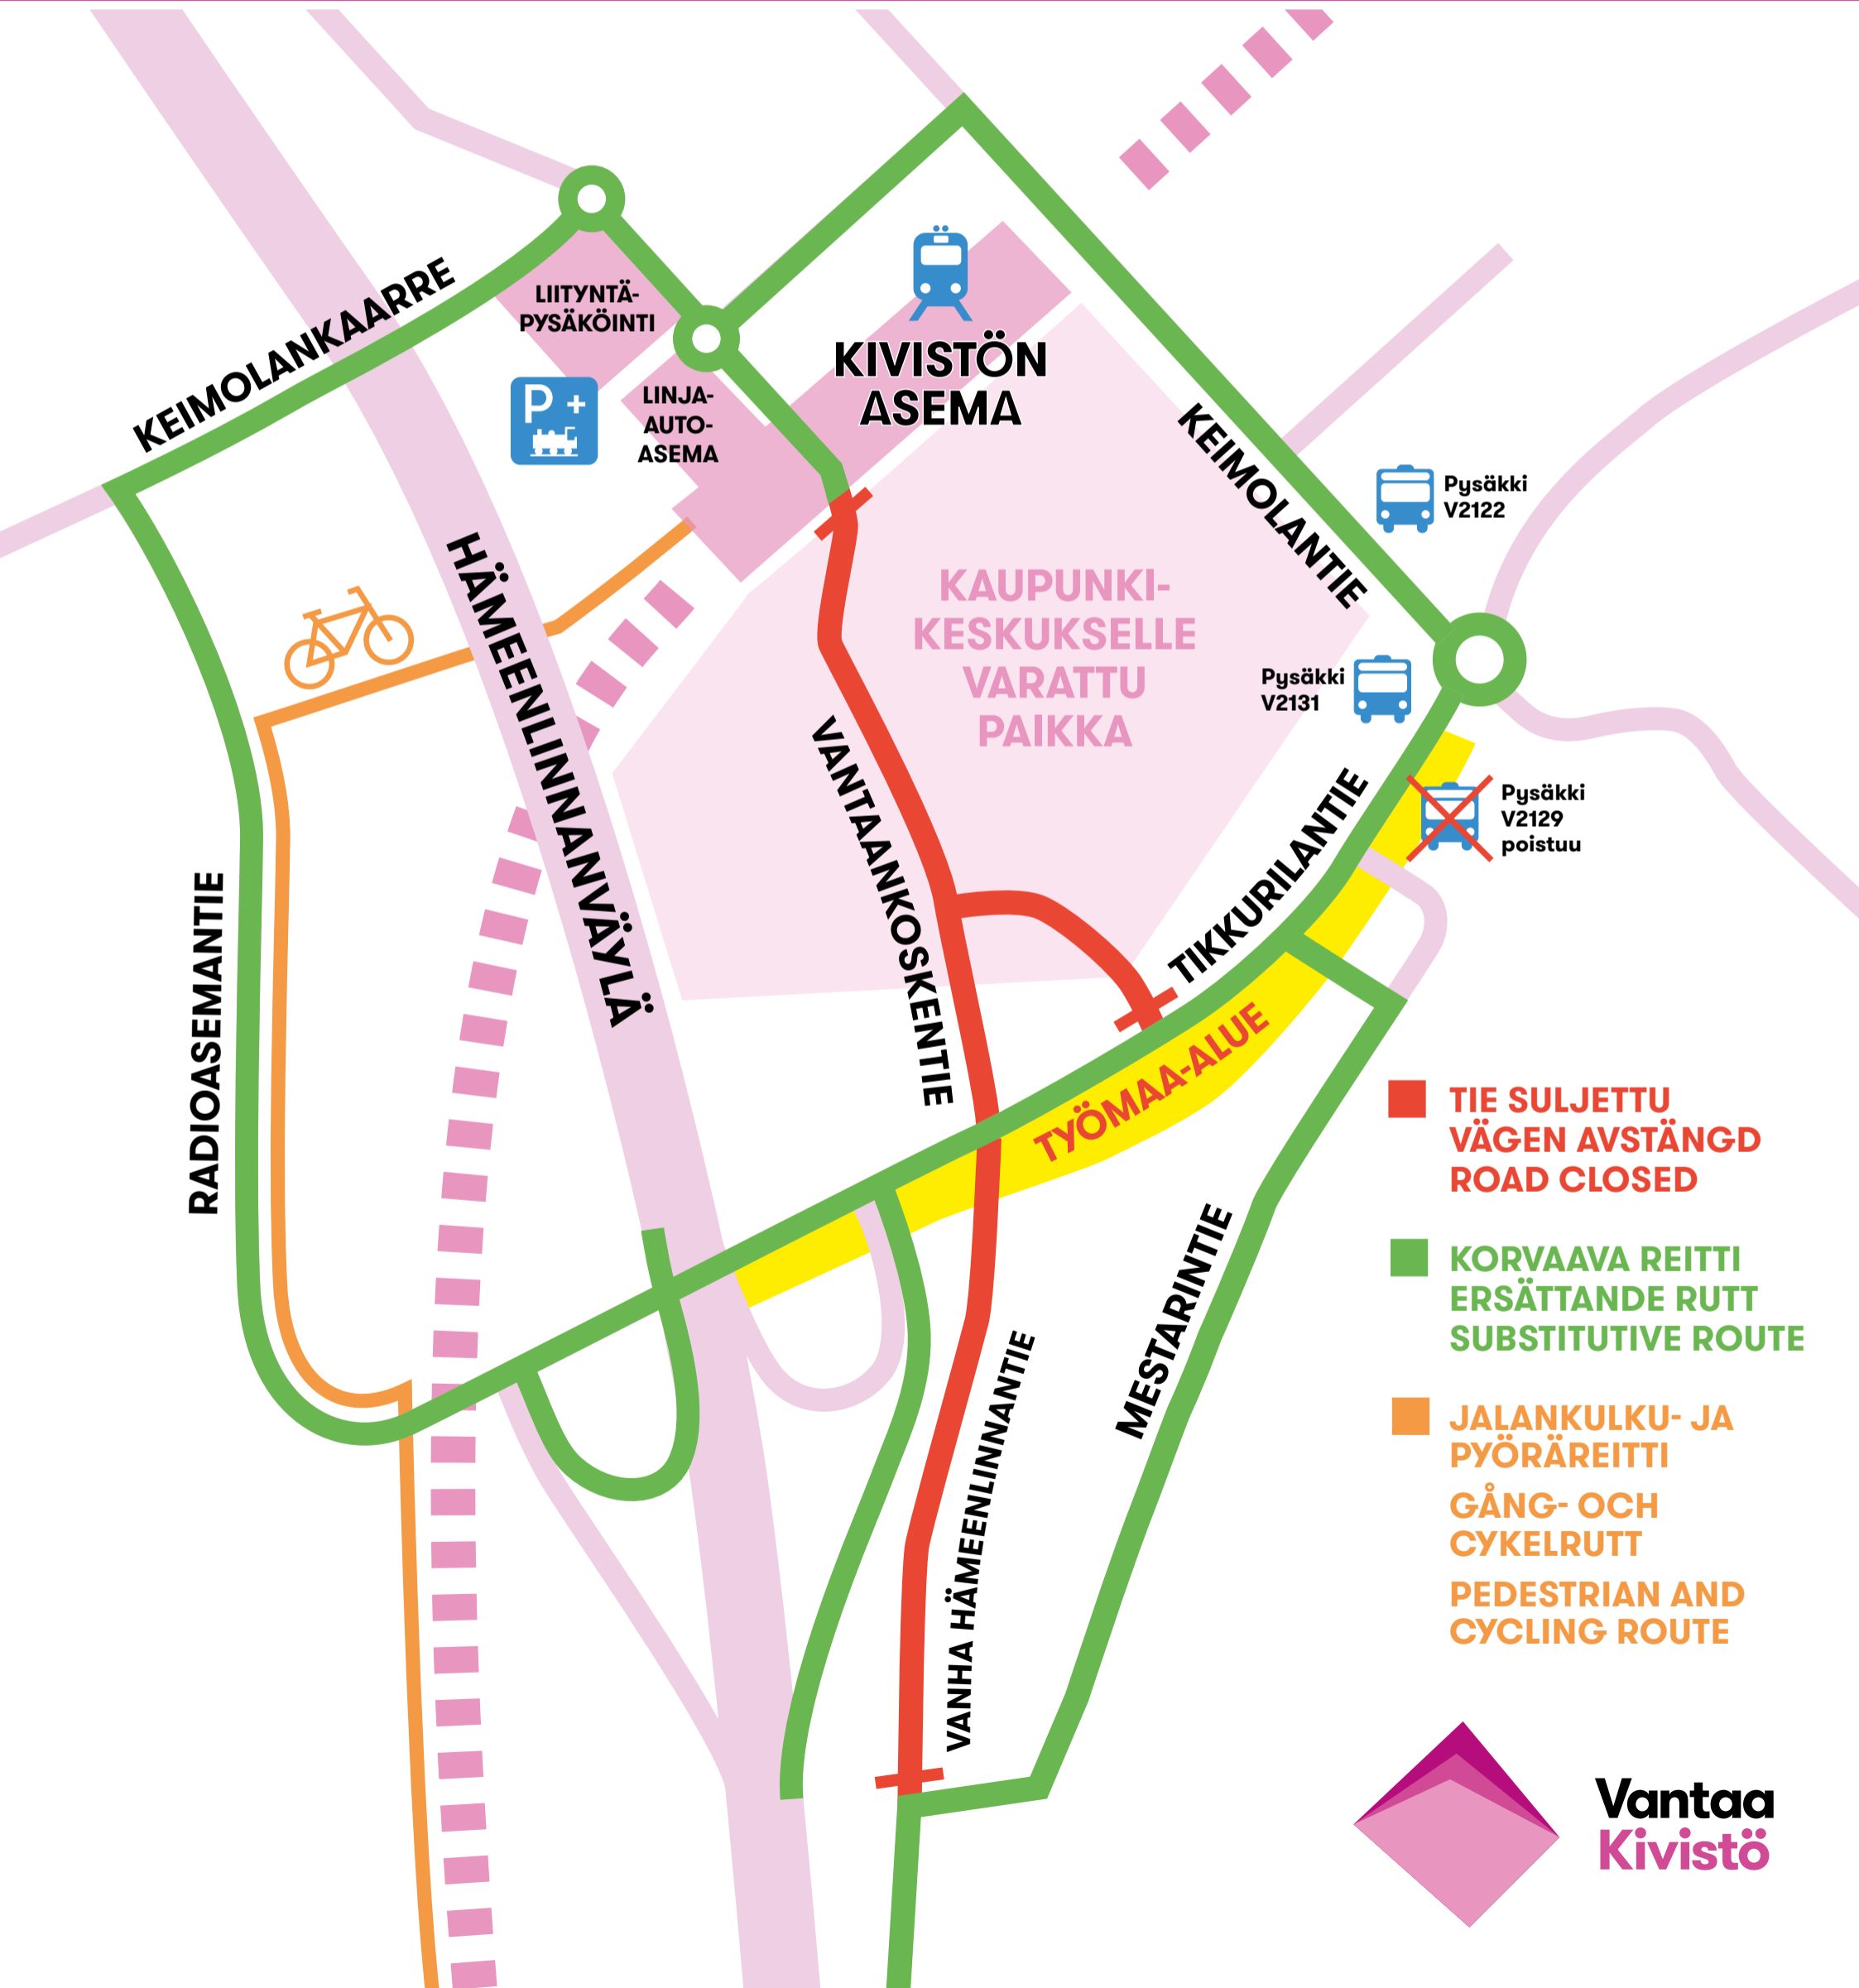 KEIMOLANKAARRE
LIITYNTÄ-
PYSÄKÖINTI
P +
LINJA-
AUTO-
ASEMA
KIVISTÖN
ASEMA
KEIMOLANTIE
Pysäkki
V2122
HÄMEENLINNANVÄYLÄ
KAUPUNKI-
KESKUKSELLE
VARATTU
PAIKKA
Pysäkki
V2131
VANTAANKOSKENTIE
TIKKURILANTIE
Pysäkki
V2129
poistuu
RADIOASEMANTIE
TYÖMAA-ALUE
MESTARINTIE
VANHA HÄMEENLINNANTIE
TIE SULJETTU
VÄGEN AVSTÄNGD
ROAD CLOSED
KORVAAVA REITTI
ERSÄTTANDE RUTT
SUBSTITUTIVE ROUTE
JALANKULKU- JA
PYÖRÄREITTI
GÅNG- OCH
CYKELRUTT
PEDESTRIAN AND
CYCLING ROUTE
Vantaa
Kivistö